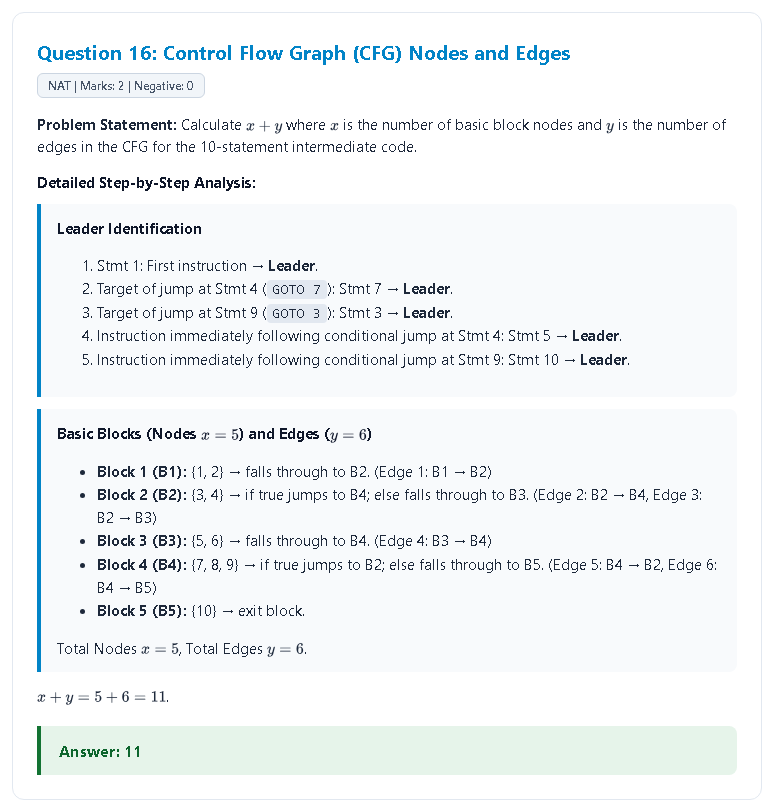 Question 16: Control Flow Graph (CFG) Nodes and Edges
NAT | Marks: 2 | Negative: 0
Problem Statement: Calculate x + y where x is the number of basic block nodes and y is the number of
edges in the CFG for the 10-statement intermediate code.
Detailed Step-by-Step Analysis:
Leader Identification
1. Stmt 1: First instruction → Leader.
2. Target of jump at Stmt 4 ( GOTO 7 ): Stmt 7 → Leader.
3. Target of jump at Stmt 9 ( GOTO 3 ): Stmt 3 → Leader.
4. Instruction immediately following conditional jump at Stmt 4: Stmt 5 → Leader.
5. Instruction immediately following conditional jump at Stmt 9: Stmt 10 → Leader.
Basic Blocks (Nodes x = 5) and Edges (y = 6)
• Block 1 (B1): {1, 2} → falls through to B2. (Edge 1: B1 → B2)
• Block 2 (B2): {3, 4} → if true jumps to B4; else falls through to B3. (Edge 2: B2 → B4, Edge 3:
B2 → B3)
• Block 3 (B3): {5, 6} → falls through to B4. (Edge 4: B3 → B4)
• Block 4 (B4): {7, 8, 9} → if true jumps to B2; else falls through to B5. (Edge 5: B4 → B2, Edge 6:
B4 → B5)
• Block 5 (B5): {10} → exit block.
Total Nodes x = 5, Total Edges y = 6.
x + y = 5 + 6 = 11.
Answer: 11